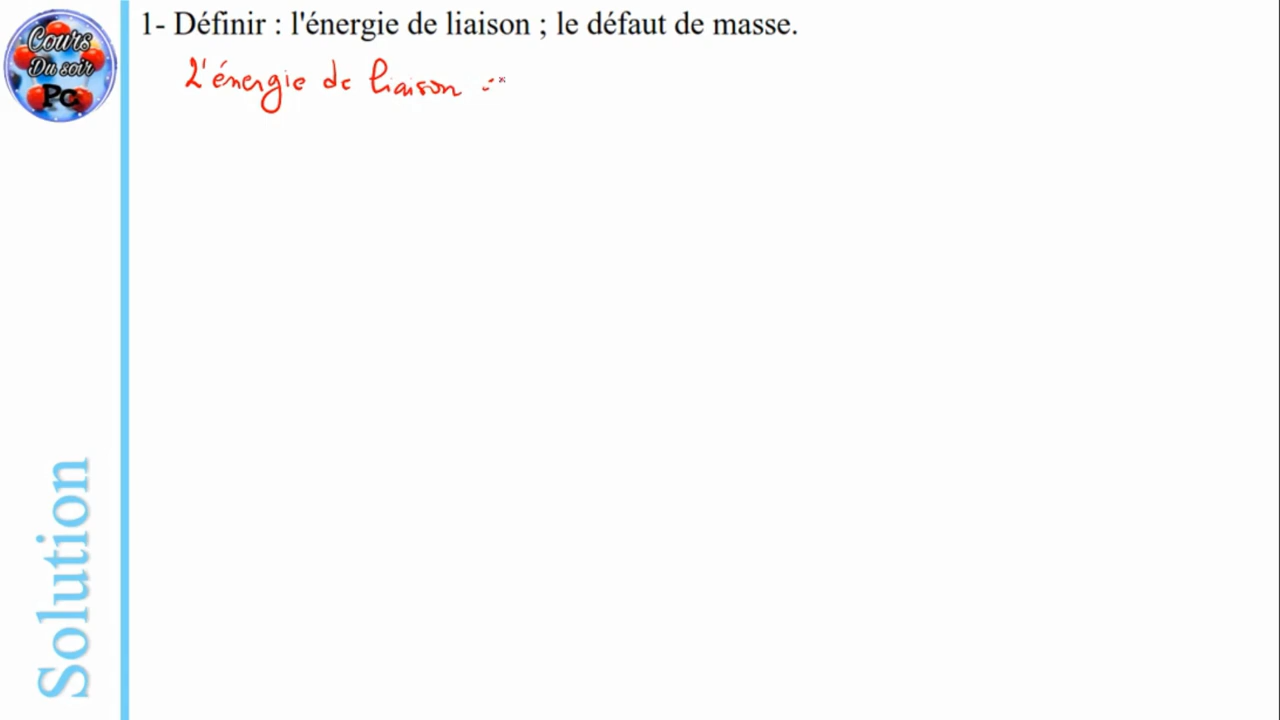 Cours
Du soir
PC
1- Définir : l'énergie de liaison ; le défaut de masse.
L'énergie de liaison :
Solution